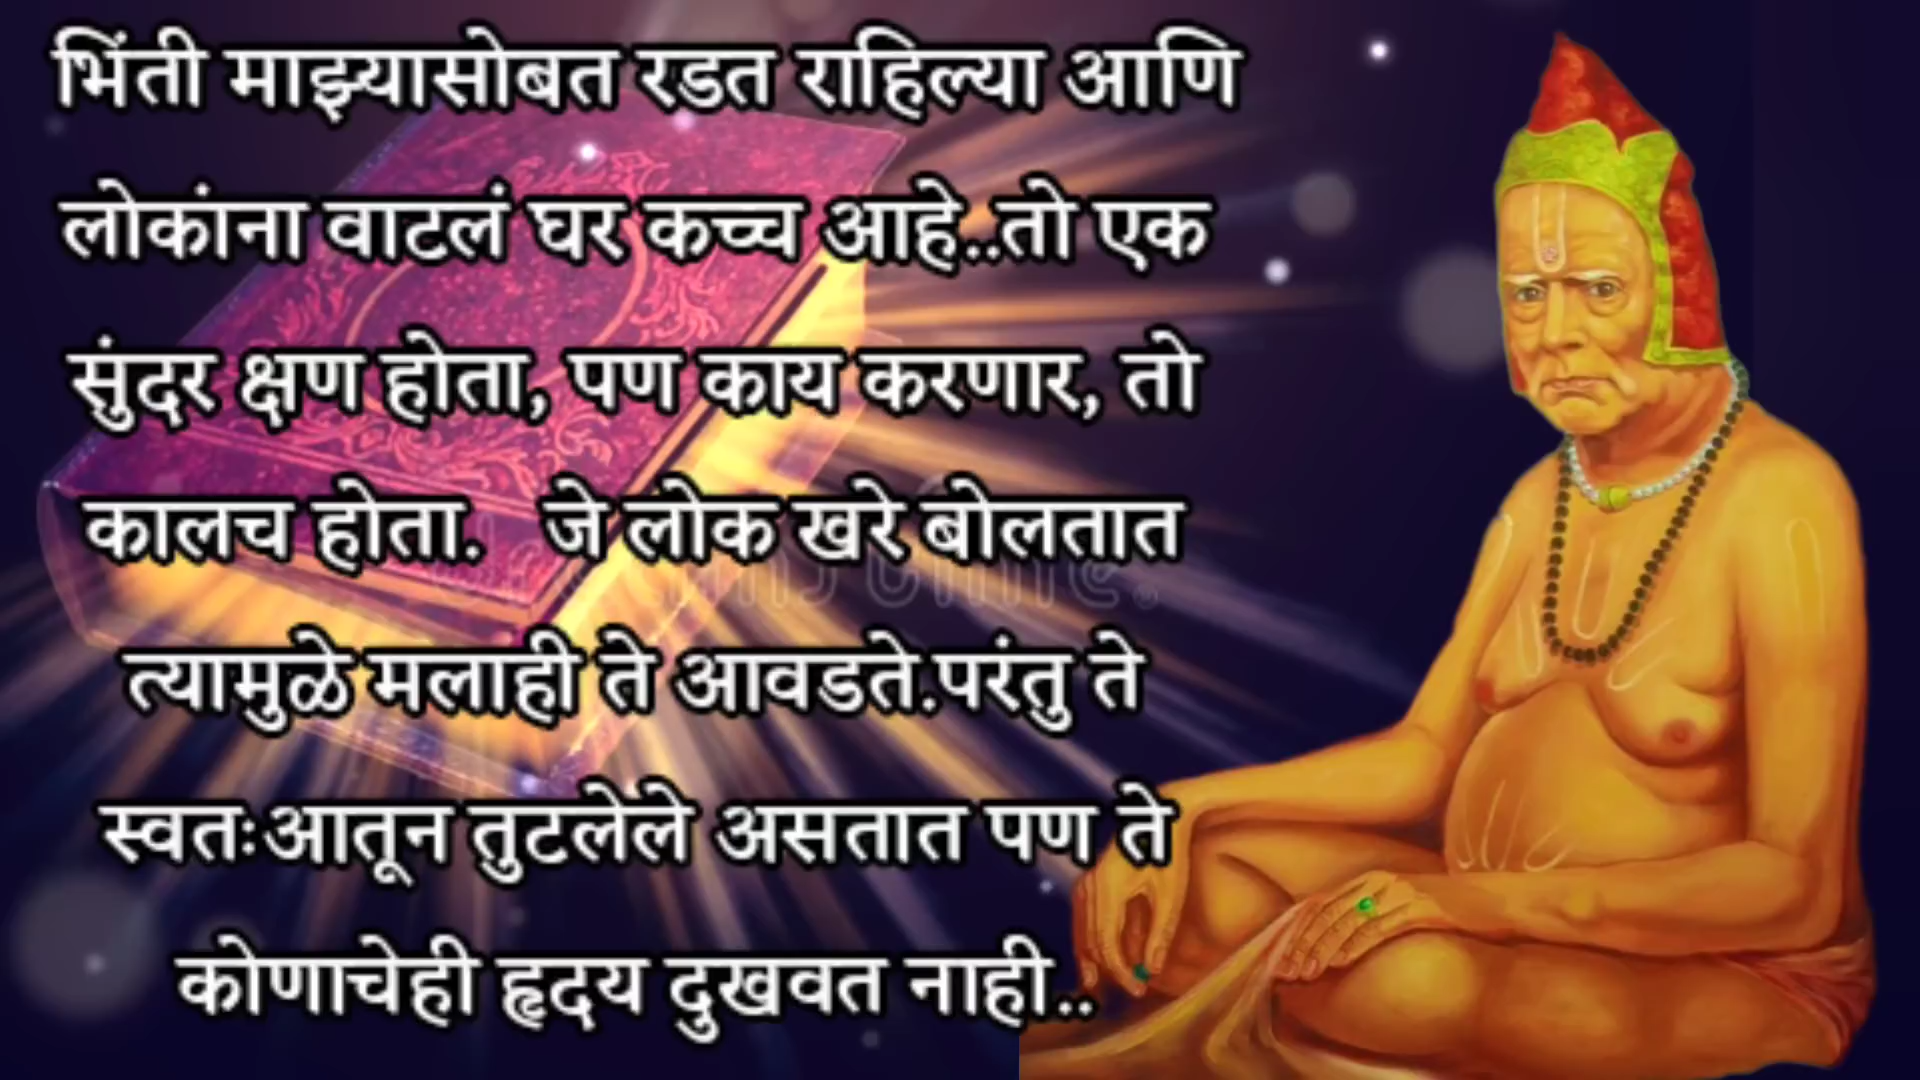 भिंती माझ्यासोबत रडत राहिल्या आणि
लोकांना वाटलं घर कच्च आहे..तो एक
सुंदर क्षण होता, पण काय करणार, तो
कालच होता. जे लोक खरे बोलतात
त्यामुळे मलाही ते आवडते.परंतु ते
स्वतःआतून तुटलेले असतात पण ते
कोणाचेही हृदय दुखवत नाही..